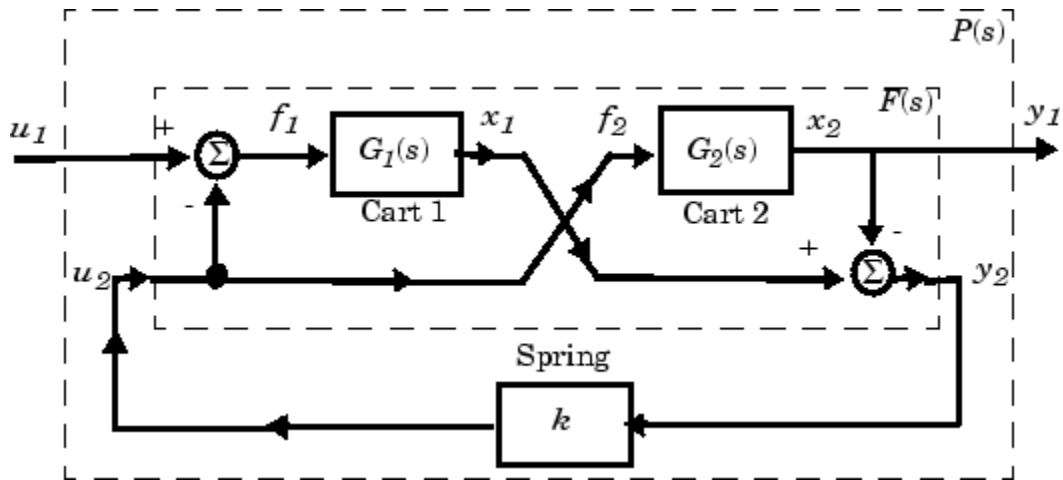 P(s)
F(s)
u1
+
Σ
-
f1
G1(s)
Cart 1
x1
f2
G2(s)
Cart 2
x2
y1
u2
+
-
Σ
y2
Spring
k